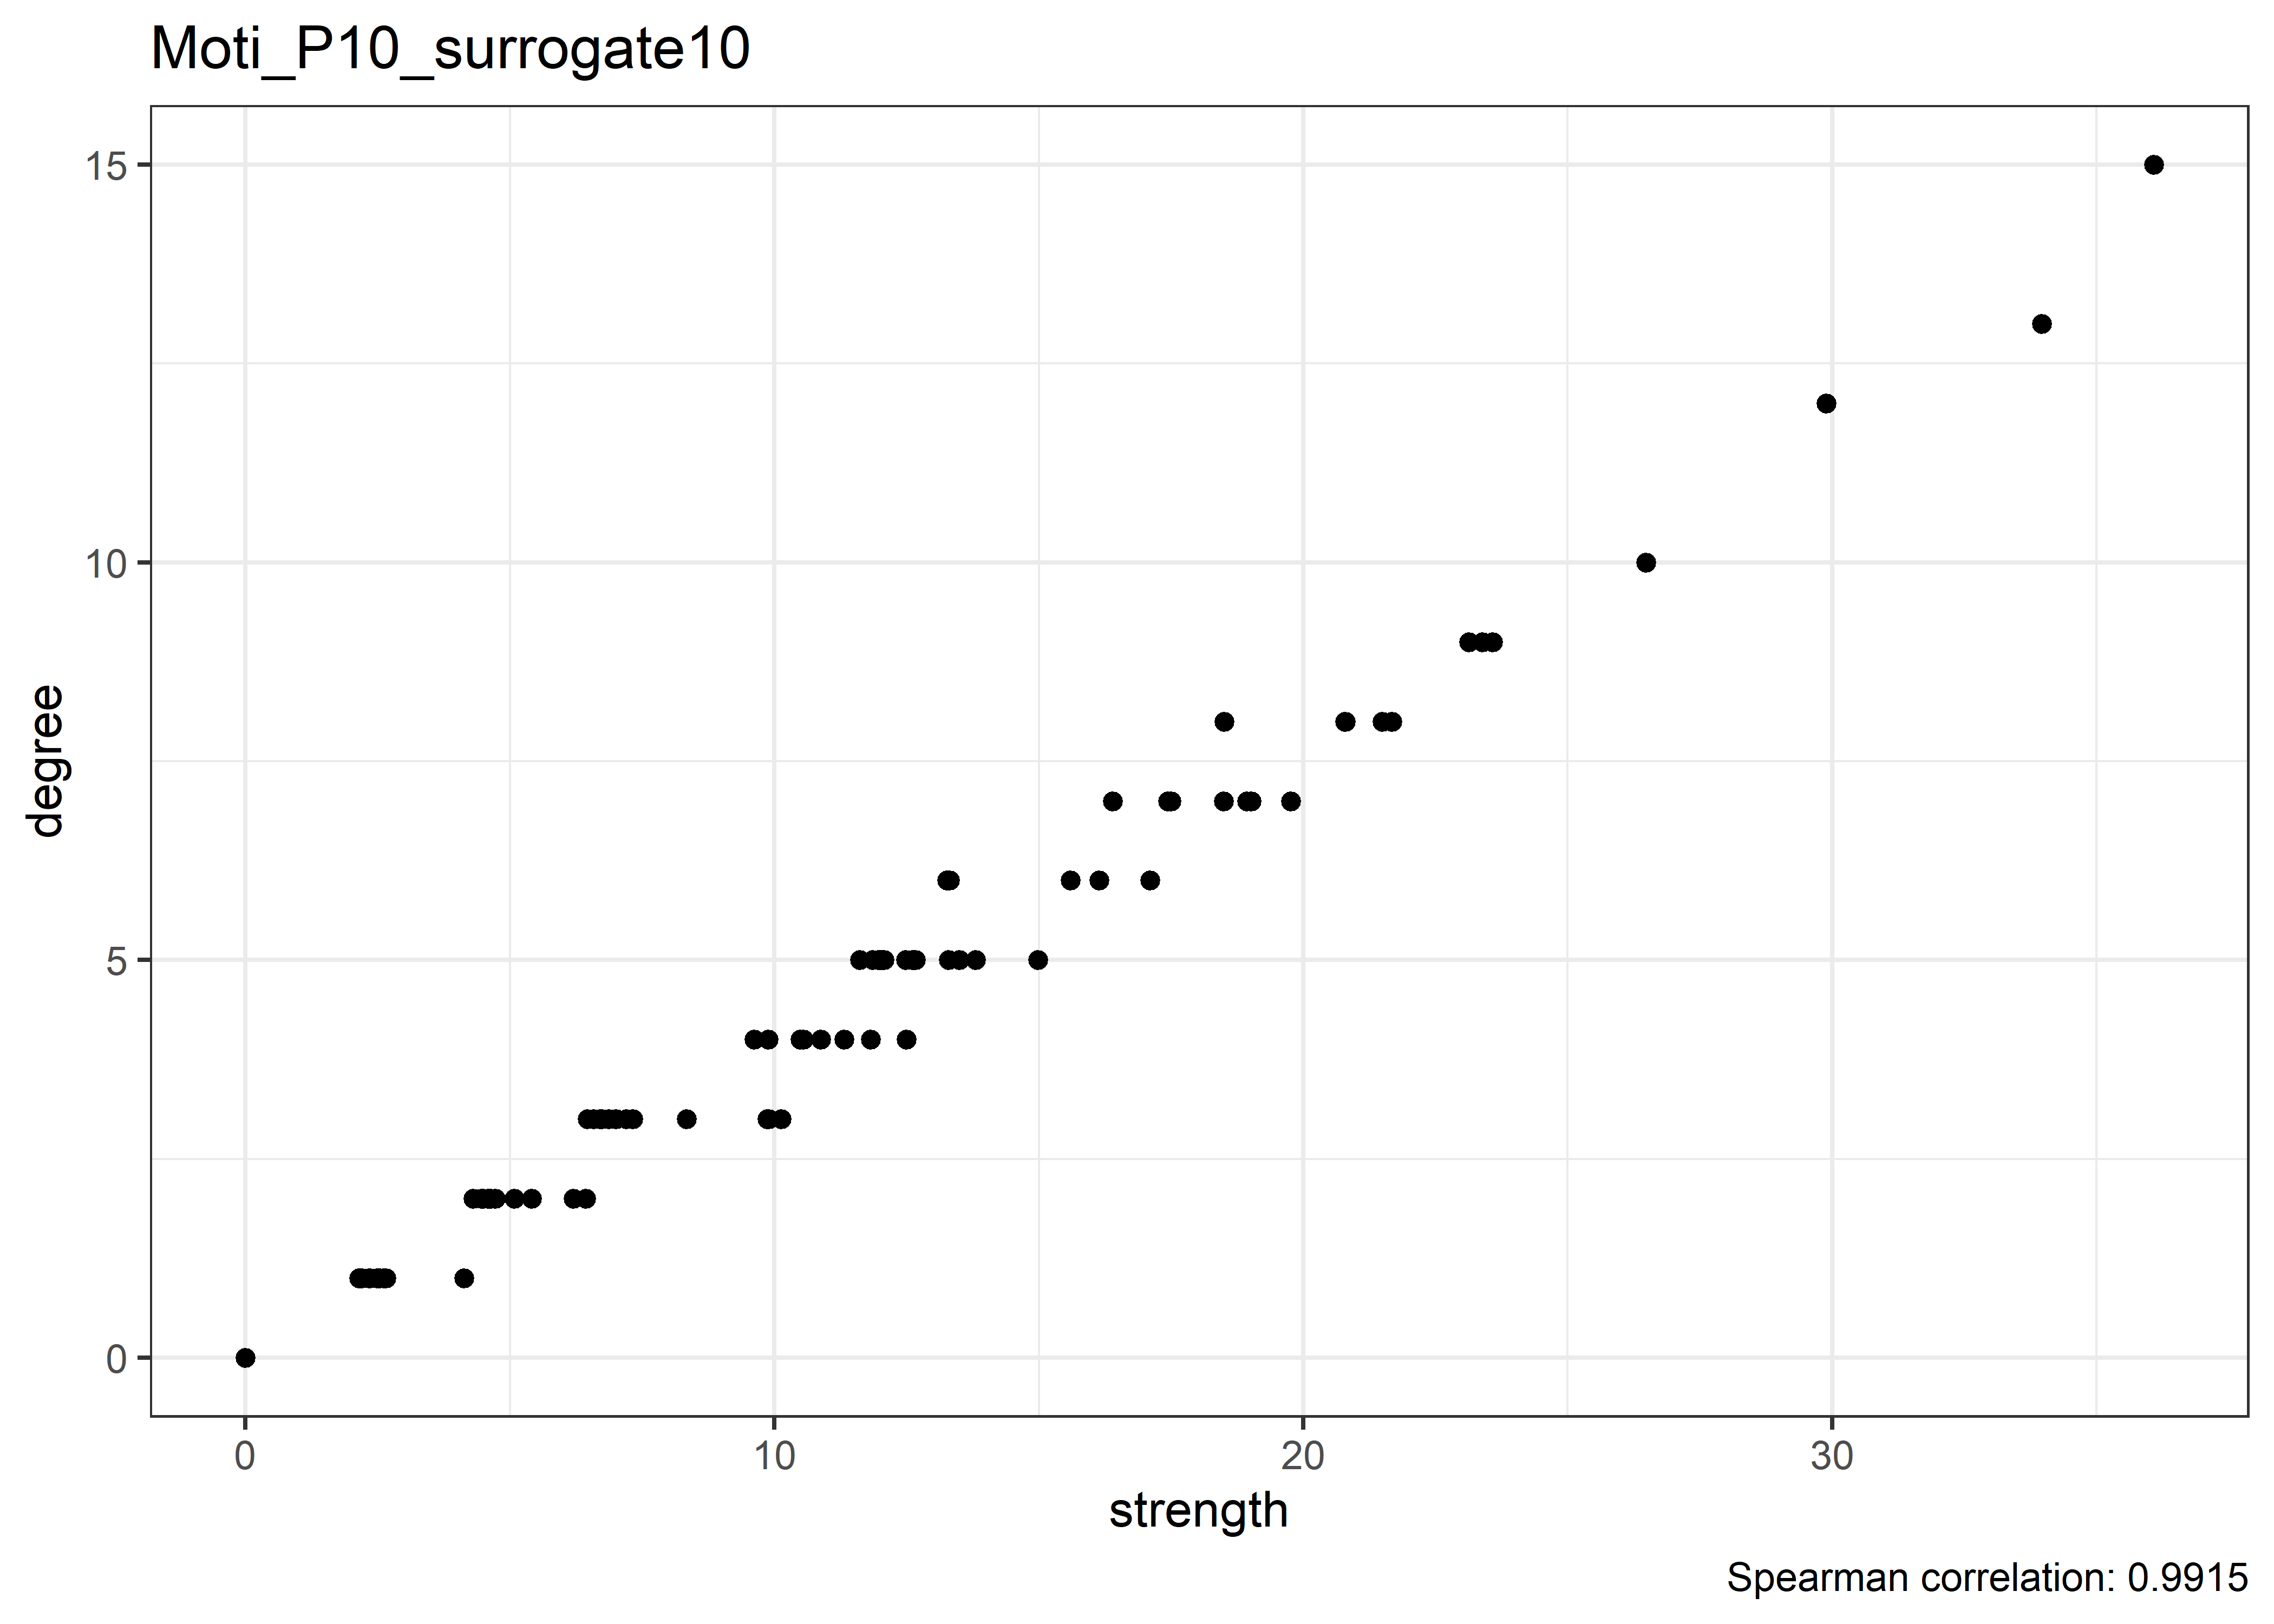 Moti_P10_surrogate10
15
10
5
0
degree
0 10 20 30
strength
Spearman correlation: 0.9915